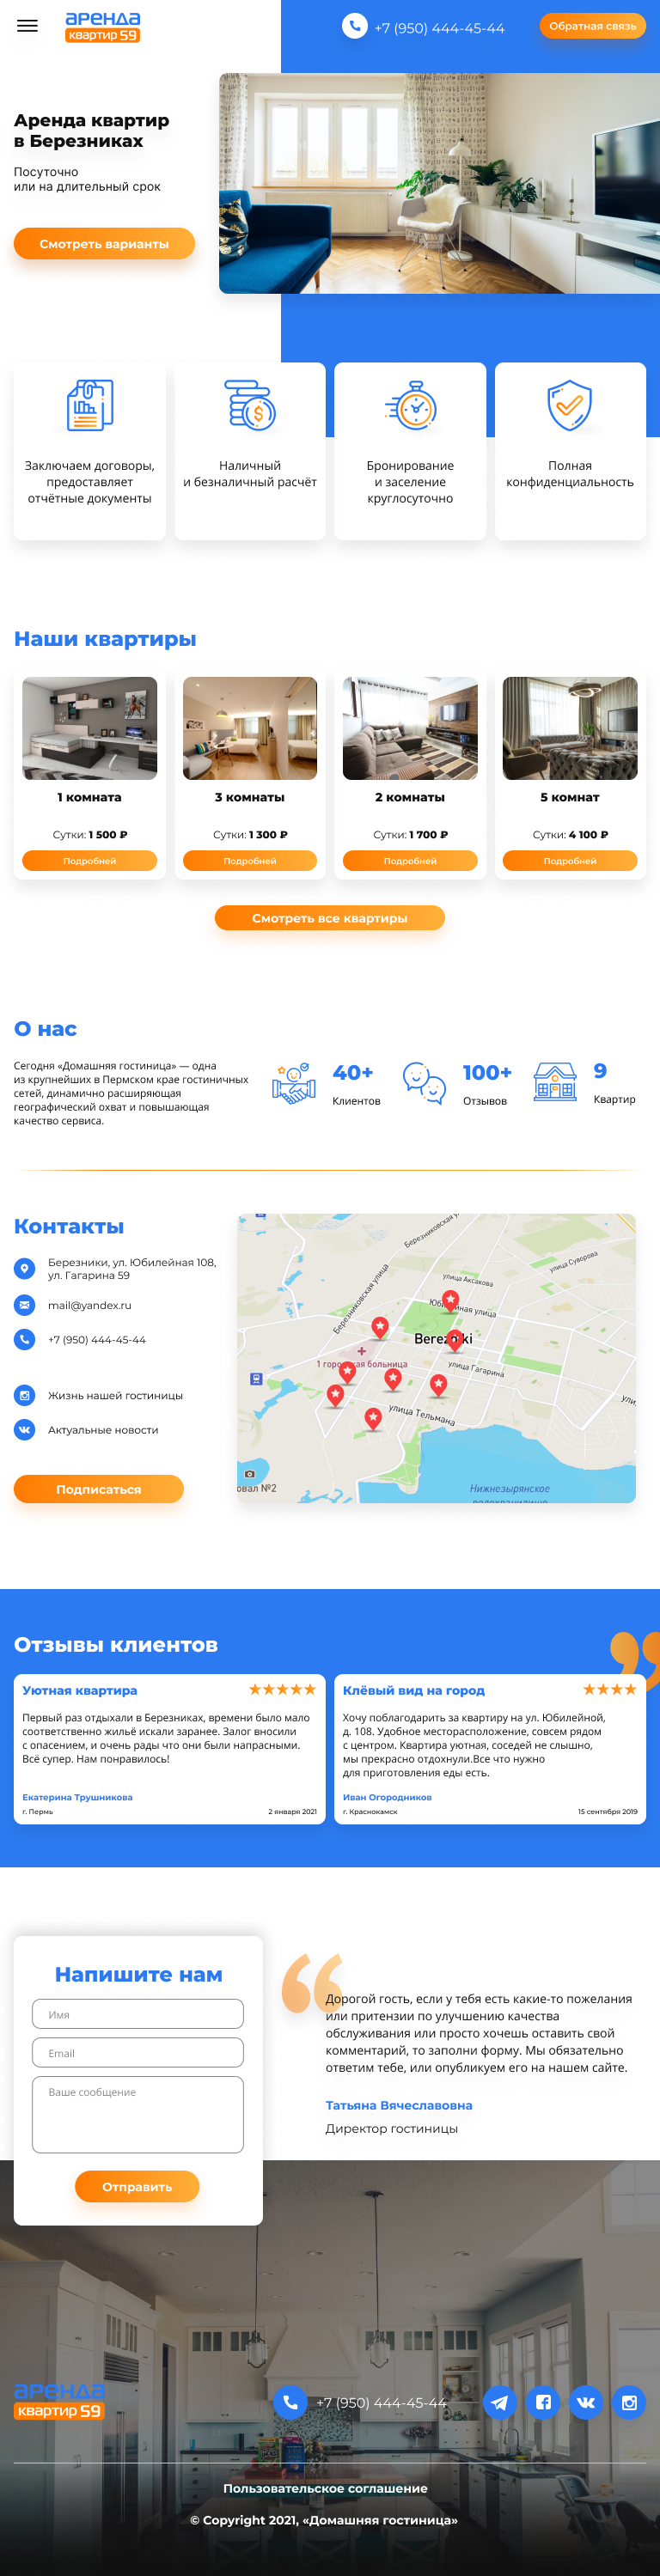 аренда
квартир 59
+7 (950) 444-45-44
Обратная связь
Аренда квартир
в Березниках
Посуточно
или на длительный срок
Смотреть варианты
Заключаем договоры,
предоставляет
отчётные документы
Наличный
и безналичный расчёт
Бронирование
и заселение
круглосуточно
Полная
конфиденциальность
Наши квартиры
1 комната
Сутки: 1 500 ₽
Подробней
3 комнаты
Сутки: 1 300 ₽
Подробней
2 комнаты
Сутки: 1 700 ₽
Подробней
5 комнат
Сутки: 4 100 ₽
Подробней
Смотреть все квартиры
О нас
Сегодня «Домашняя гостиница» — одна
из крупнейших в Пермском крае гостиничных
сетей, динамично расширяющая
географический охват и повышающая
качество сервиса.
40+
Клиентов
100+
Отзывов
9
Квартир
Контакты
Березники, ул. Юбилейная 108,
ул. Гагарина 59
mail@yandex.ru
+7 (950) 444-45-44
Жизнь нашей гостиницы
Актуальные новости
Подписаться
Березниковская ул.
улица Суворова
улица Аксакова
Березниковская улица
Юбилейная улица
Berezniki
1 городская больница
улица Гагарина
улица Тельмана
ули
овал №2
Нижнезырянское
водохранилище
Отзывы клиентов
Уютная квартира
Первый раз отдыхали в Березниках, времени было мало
соответственно жильё искали заранее. Залог вносили
с опасением, и очень рады что они были напрасными.
Всё супер. Нам понравилось!
Екатерина Трушникова
г. Пермь
2 января 2021
Клёвый вид на город
Хочу поблагодарить за квартиру на ул. Юбилейной,
д. 108. Удобное месторасположение, совсем рядом
с центром. Квартира уютная, соседей не слышно,
мы прекрасно отдохнули.Все что нужно
для приготовления еды есть.
Иван Огородников
г. Краснокамск
15 сентября 2019
Напишите нам
Имя
Email
Ваше сообщение
Отправить
Дорогой гость, если у тебя есть какие-то пожелания
или притензии по улучшению качества
обслуживания или просто хочешь оставить свой
комментарий, то заполни форму. Мы обязательно
ответим тебе, или опубликуем его на нашем сайте.
Татьяна Вячеславовна
Директор гостиницы
аренда
квартир 59
+7 (950) 444-45-44
Пользовательское соглашение
© Copyright 2021, «Домашняя гостиница»